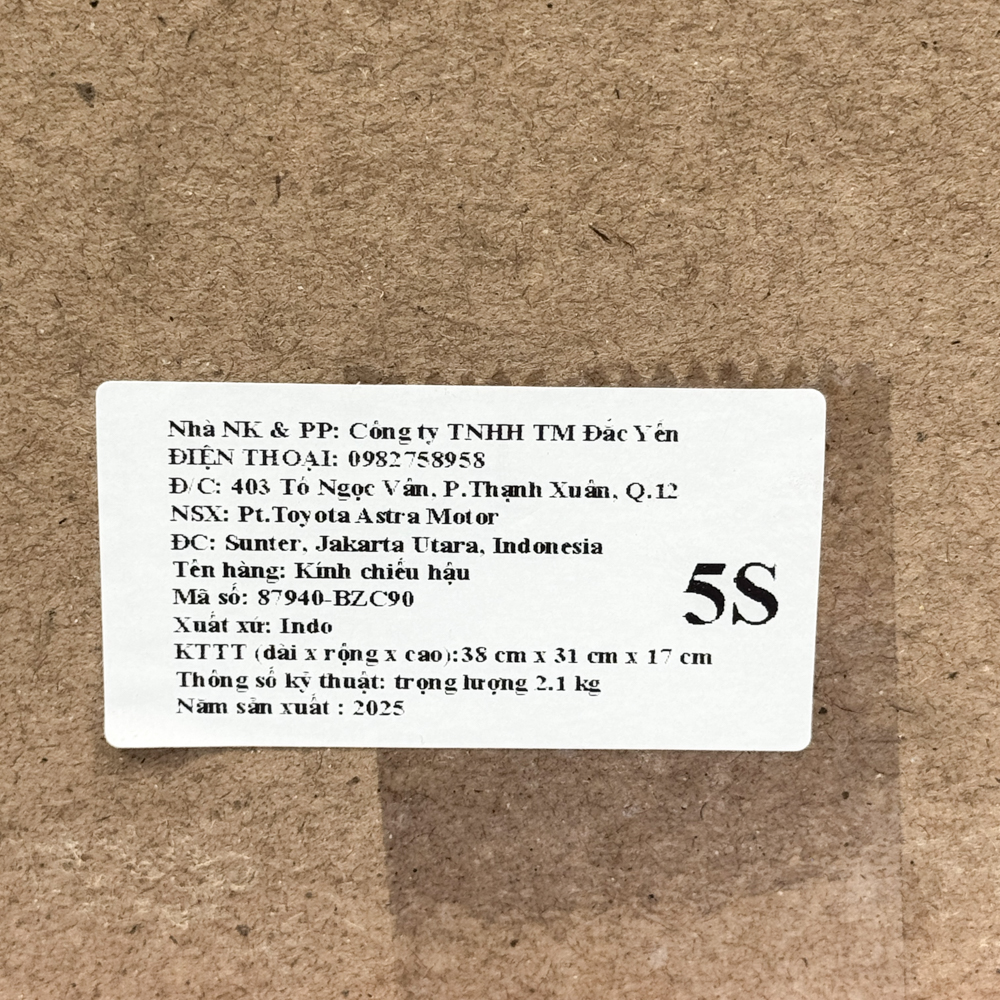 Nhà NK & PP: Công ty TNHH TM Đắc Yến
ĐIỆN THOẠI: 0982758958
Đ/C: 403 Tô Ngọc Vân, P.Thạnh Xuân, Q.12
NSX: Pt.Toyota Astra Motor
ĐC: Sunter, Jakarta Utara, Indonesia
Tên hàng: Kính chiếu hậu
Mã số: 87940-BZC90
Xuất xứ: Indo
KTTT (dài x rộng x cao):38 cm x 31 cm x 17 cm
Thông số kỹ thuật: trọng lượng 2.1 kg
Năm sản xuất : 2025
5S